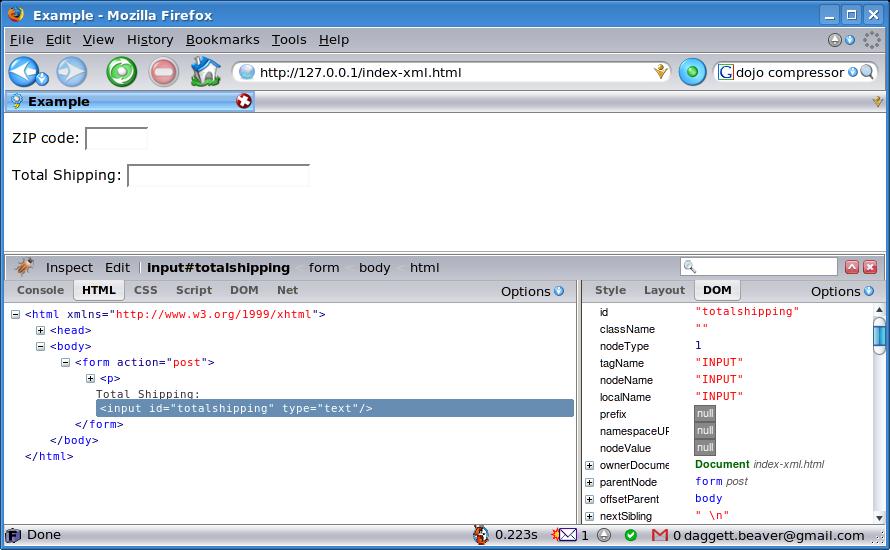 Example - Mozilla Firefox
File Edit View History Bookmarks Tools Help
http://127.0.0.1/index-xml.html
G dojo compressor
Example
ZIP code:
Total Shipping:
Inspect Edit input#totalshipping < form < body < html
Console HTML CSS Script DOM Net Options
Style Layout DOM Options
<html xmlns="http://www.w3.org/1999/xhtml">
<head>
<body>
<form action="post">
<p>
Total Shipping:
<input id="totalshipping" type="text"/>
</form>
</body>
</html>
id "totalshipping"
className ""
nodeType 1
tagName "INPUT"
nodeName "INPUT"
localName "INPUT"
prefix null
namespaceUF null
nodeValue null
ownerDocume Document index-xml.html
parentNode form post
offsetParent body
nextSibling " \n"
Done 0.223s 1 0 daggett.beaver@gmail.com